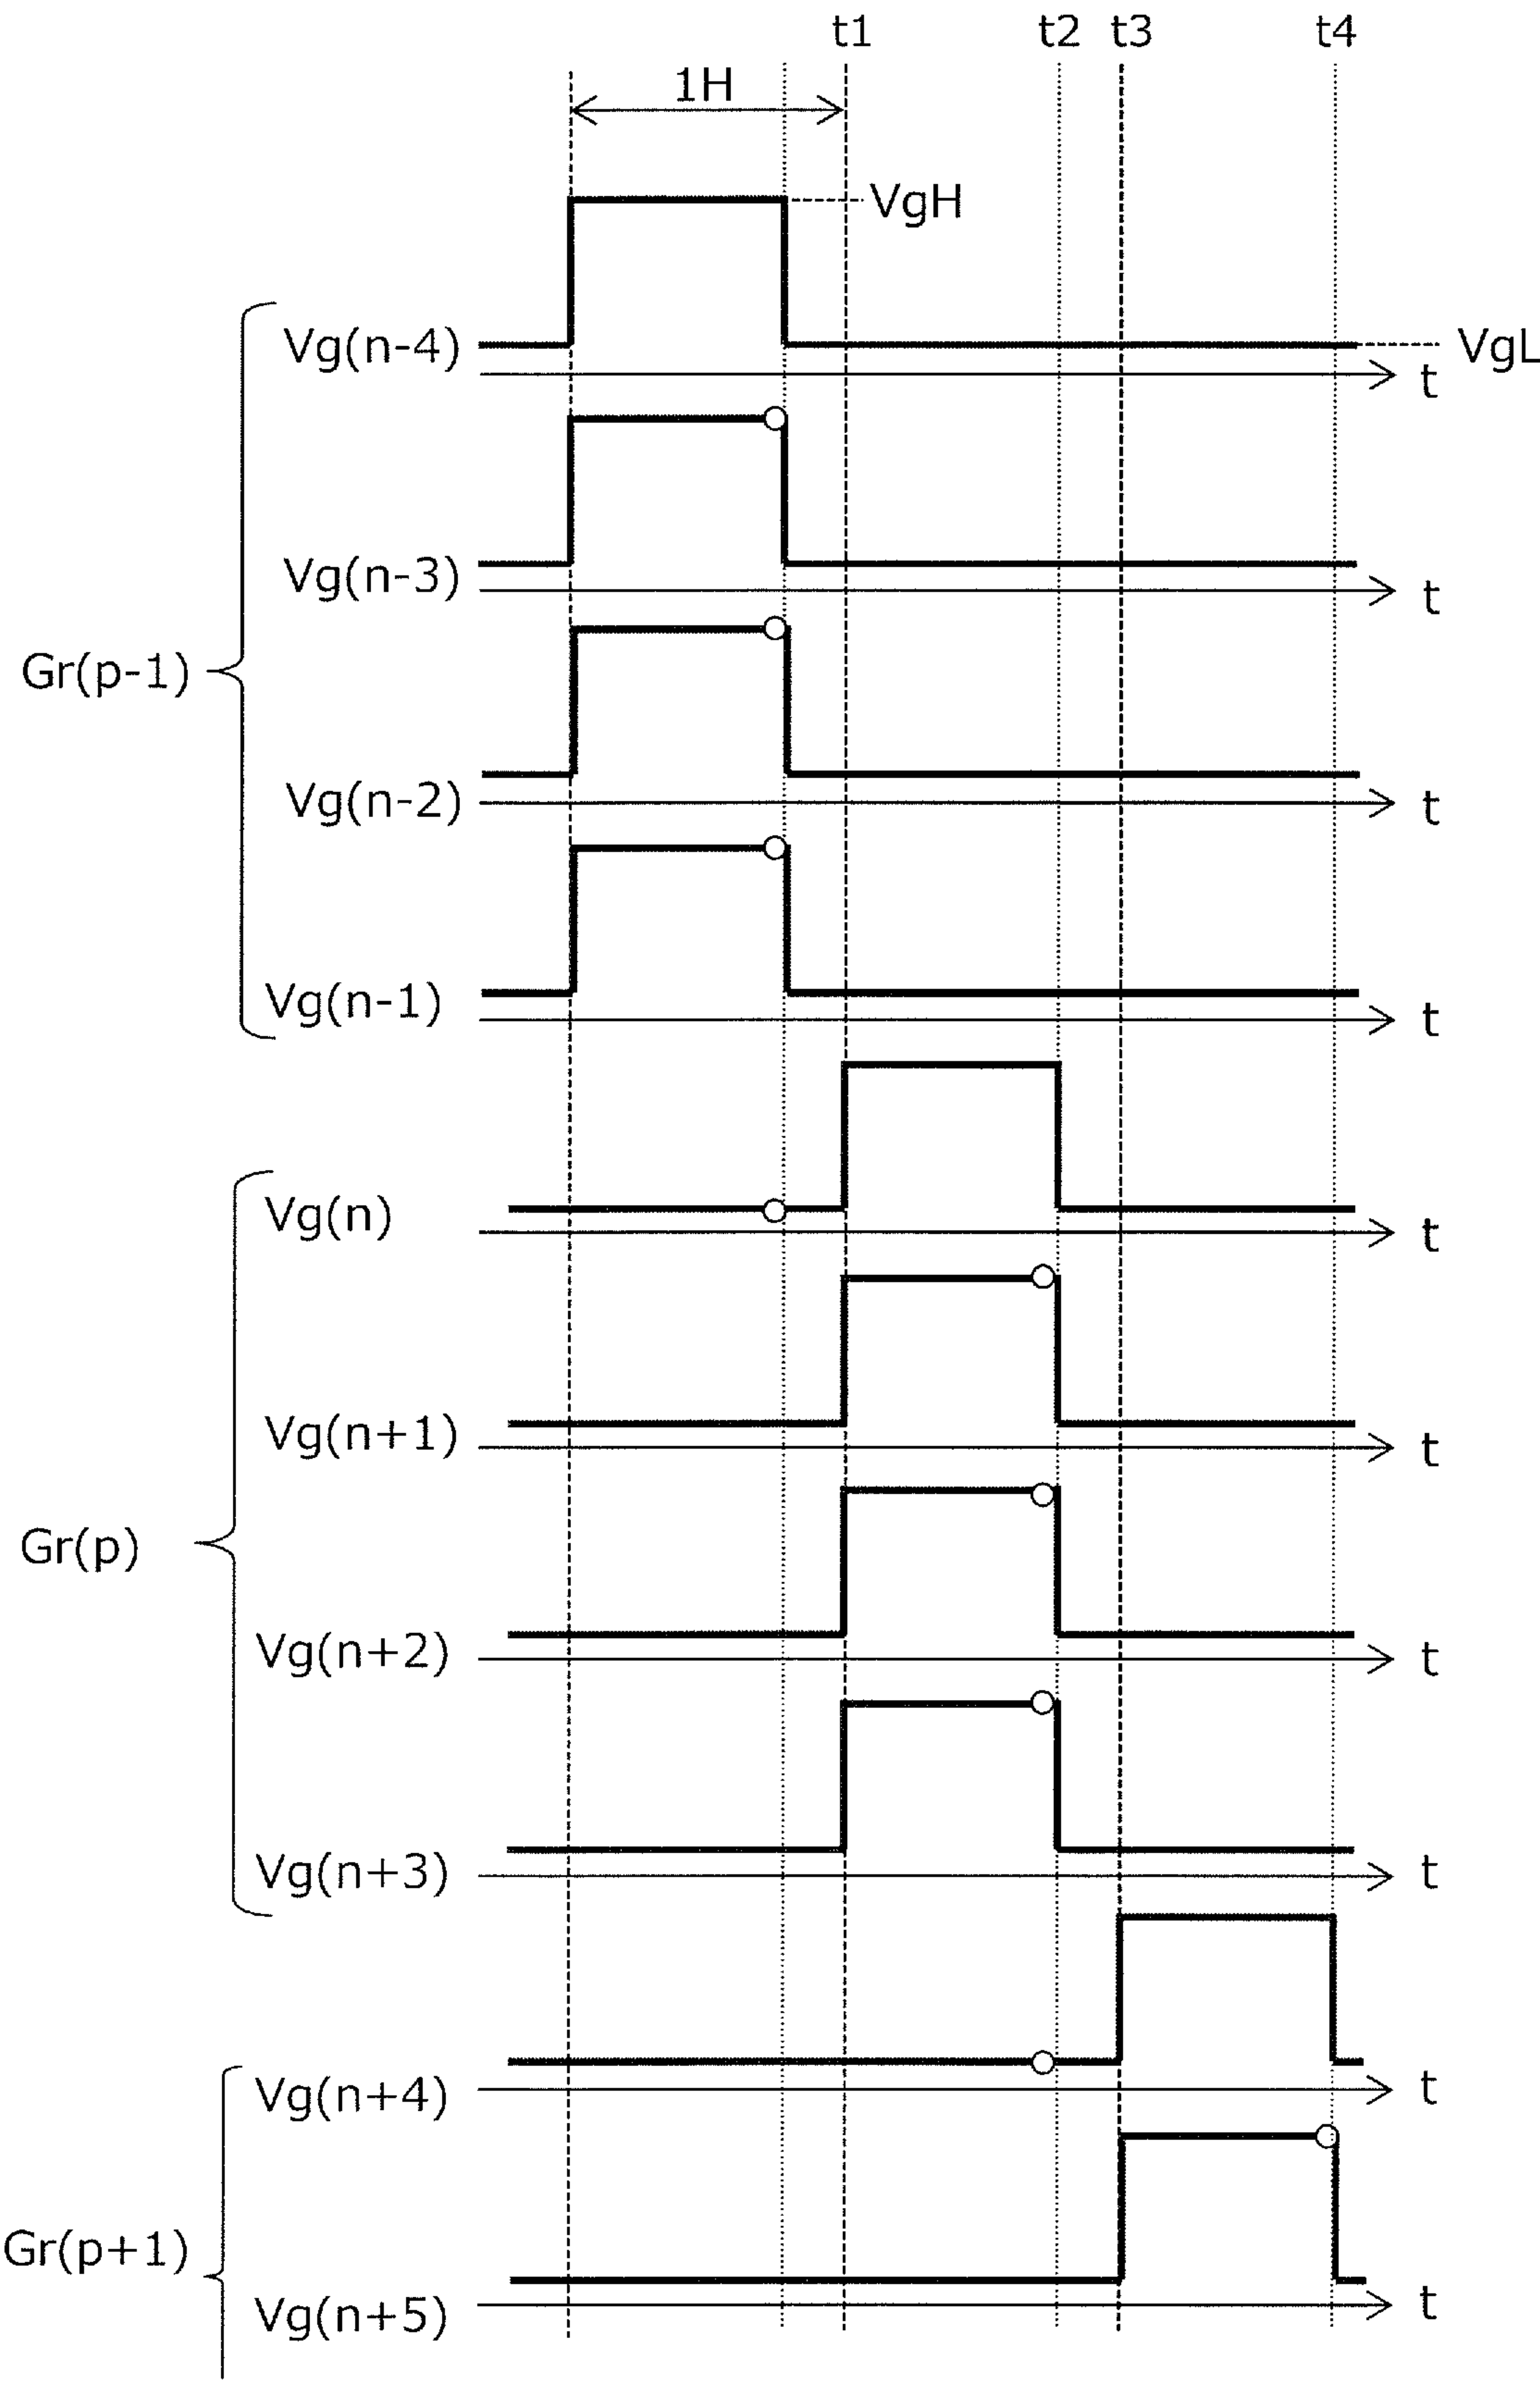 t1 t2 t3 t4
1H
VgH
Vg(n-4) VgL
t
Vg(n-3) t
Gr(p-1)
Vg(n-2) t
Vg(n-1) t
Vg(n) t
Vg(n+1) t
Gr(p)
Vg(n+2) t
Vg(n+3) t
Vg(n+4) t
Gr(p+1)
Vg(n+5) t